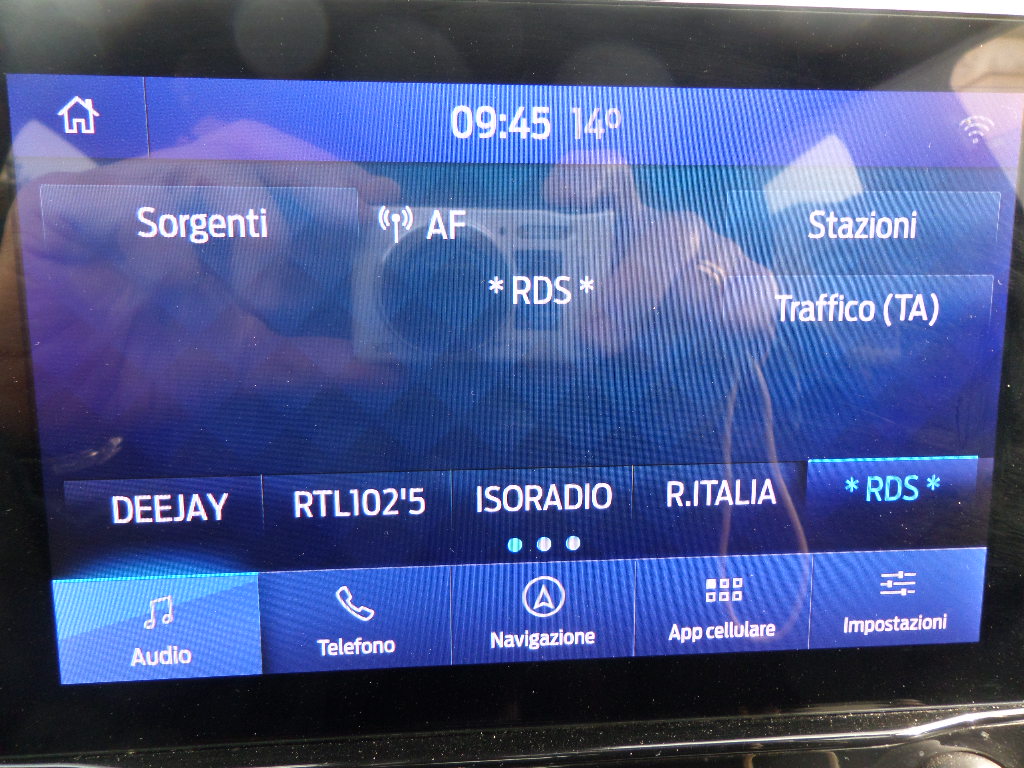 09:45 14°
Sorgenti
AF
Stazioni
* RDS *
Traffico (TA)
DEEJAY
RTL102'5
ISORADIO
R.ITALIA
* RDS *
Audio
Telefono
Navigazione
App cellulare
Impostazioni